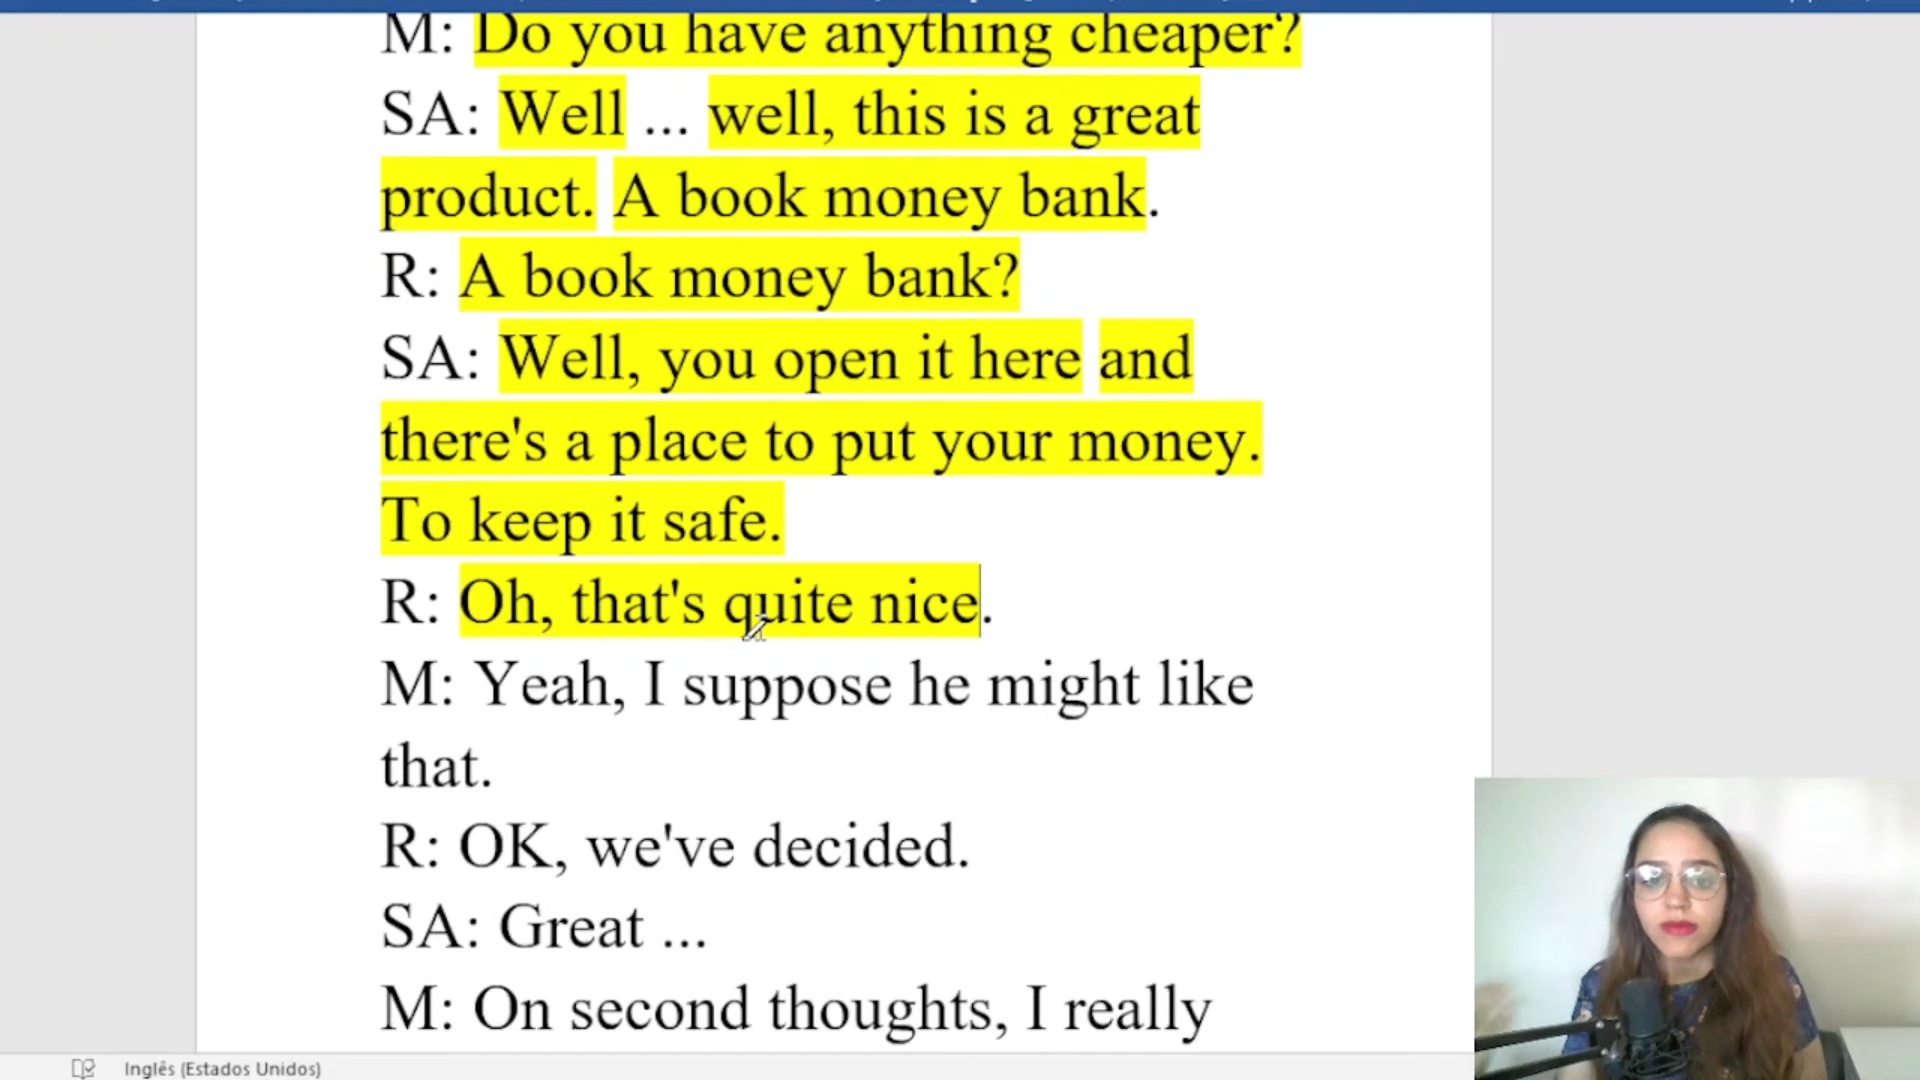 M: Do you have anything cheaper?
SA: Well ... well, this is a great
product. A book money bank.
R: A book money bank?
SA: Well, you open it here and
there's a place to put your money.
To keep it safe.
R: Oh, that's quite nice.
M: Yeah, I suppose he might like
that.
R: OK, we've decided.
SA: Great ...
M: On second thoughts, I really
Inglês (Estados Unidos)